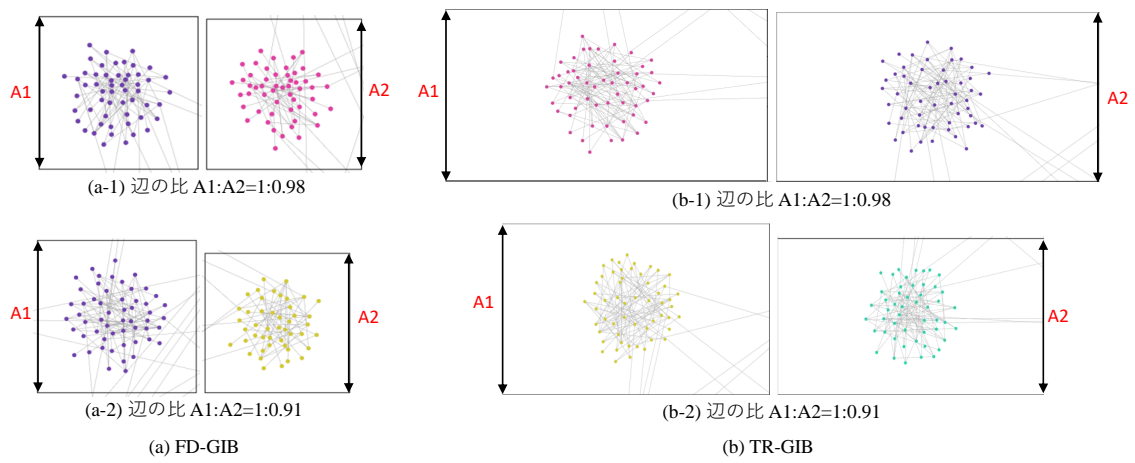 A1
A2
A1
A2
(a-1) 辺の比 A1:A2=1:0.98
(b-1) 辺の比 A1:A2=1:0.98
A1
A2
A1
A2
(a-2) 辺の比 A1:A2=1:0.91
(b-2) 辺の比 A1:A2=1:0.91
(a) FD-GIB
(b) TR-GIB